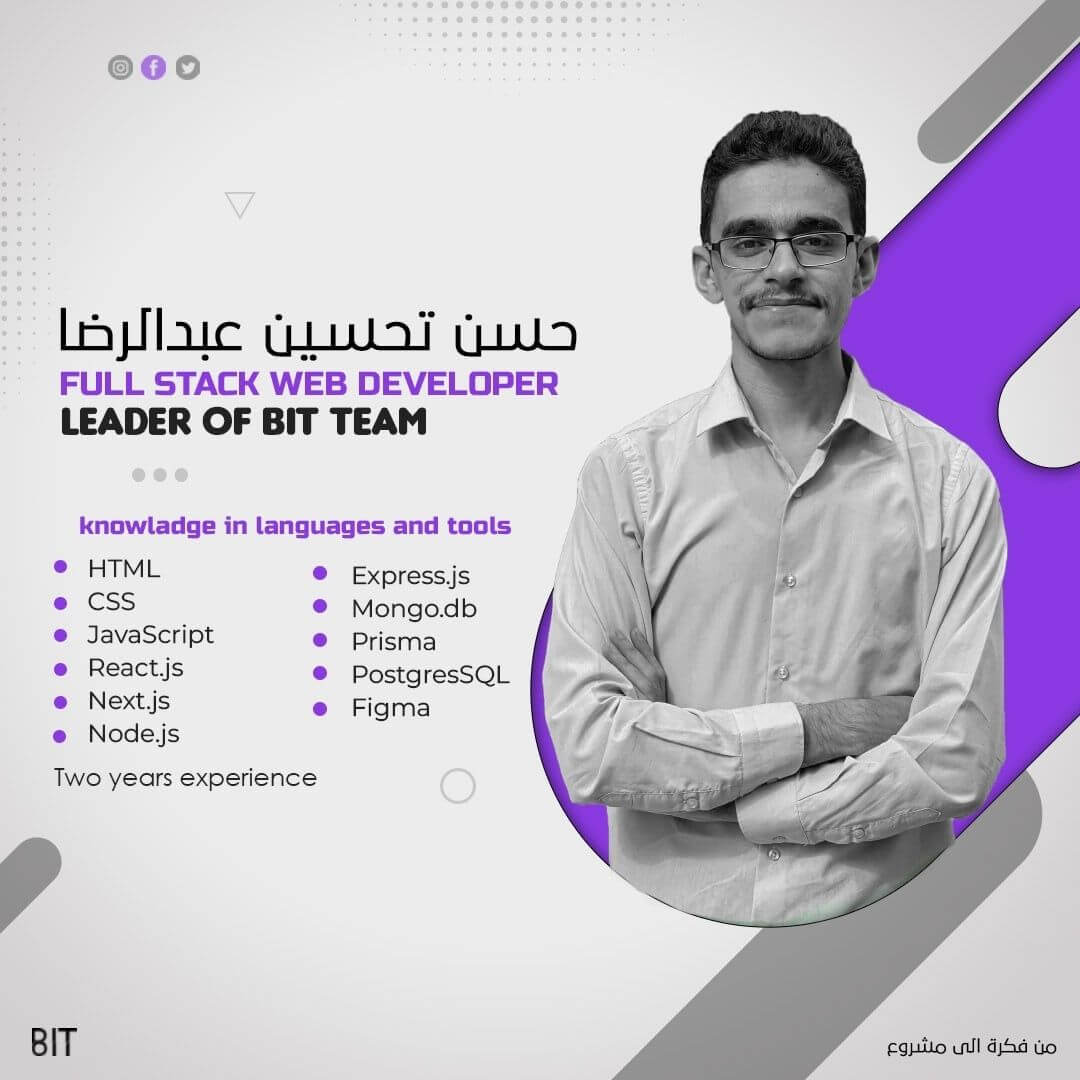 حسن تحسين عبدالرضا
FULL STACK WEB DEVELOPER
LEADER OF BIT TEAM
knowladge in languages and tools
HTML
CSS
JavaScript
React.js
Next.js
Node.js
Express.js
Mongo.db
Prisma
PostgresSQL
Figma
Two years experience
BIT
من فكرة الى مشروع